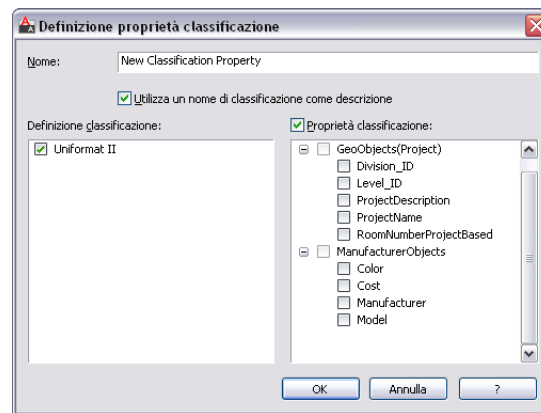 Definizione proprietà classificazione
Nome: New Classification Property
Utilizza un nome di classificazione come descrizione
Definizione classificazione:
Uniformat II
Proprietà classificazione:
GeoObjects(Project)
Division_ID
Level_ID
ProjectDescription
ProjectName
RoomNumberProjectBased
ManufacturerObjects
Color
Cost
Manufacturer
Model
OK Annulla ?